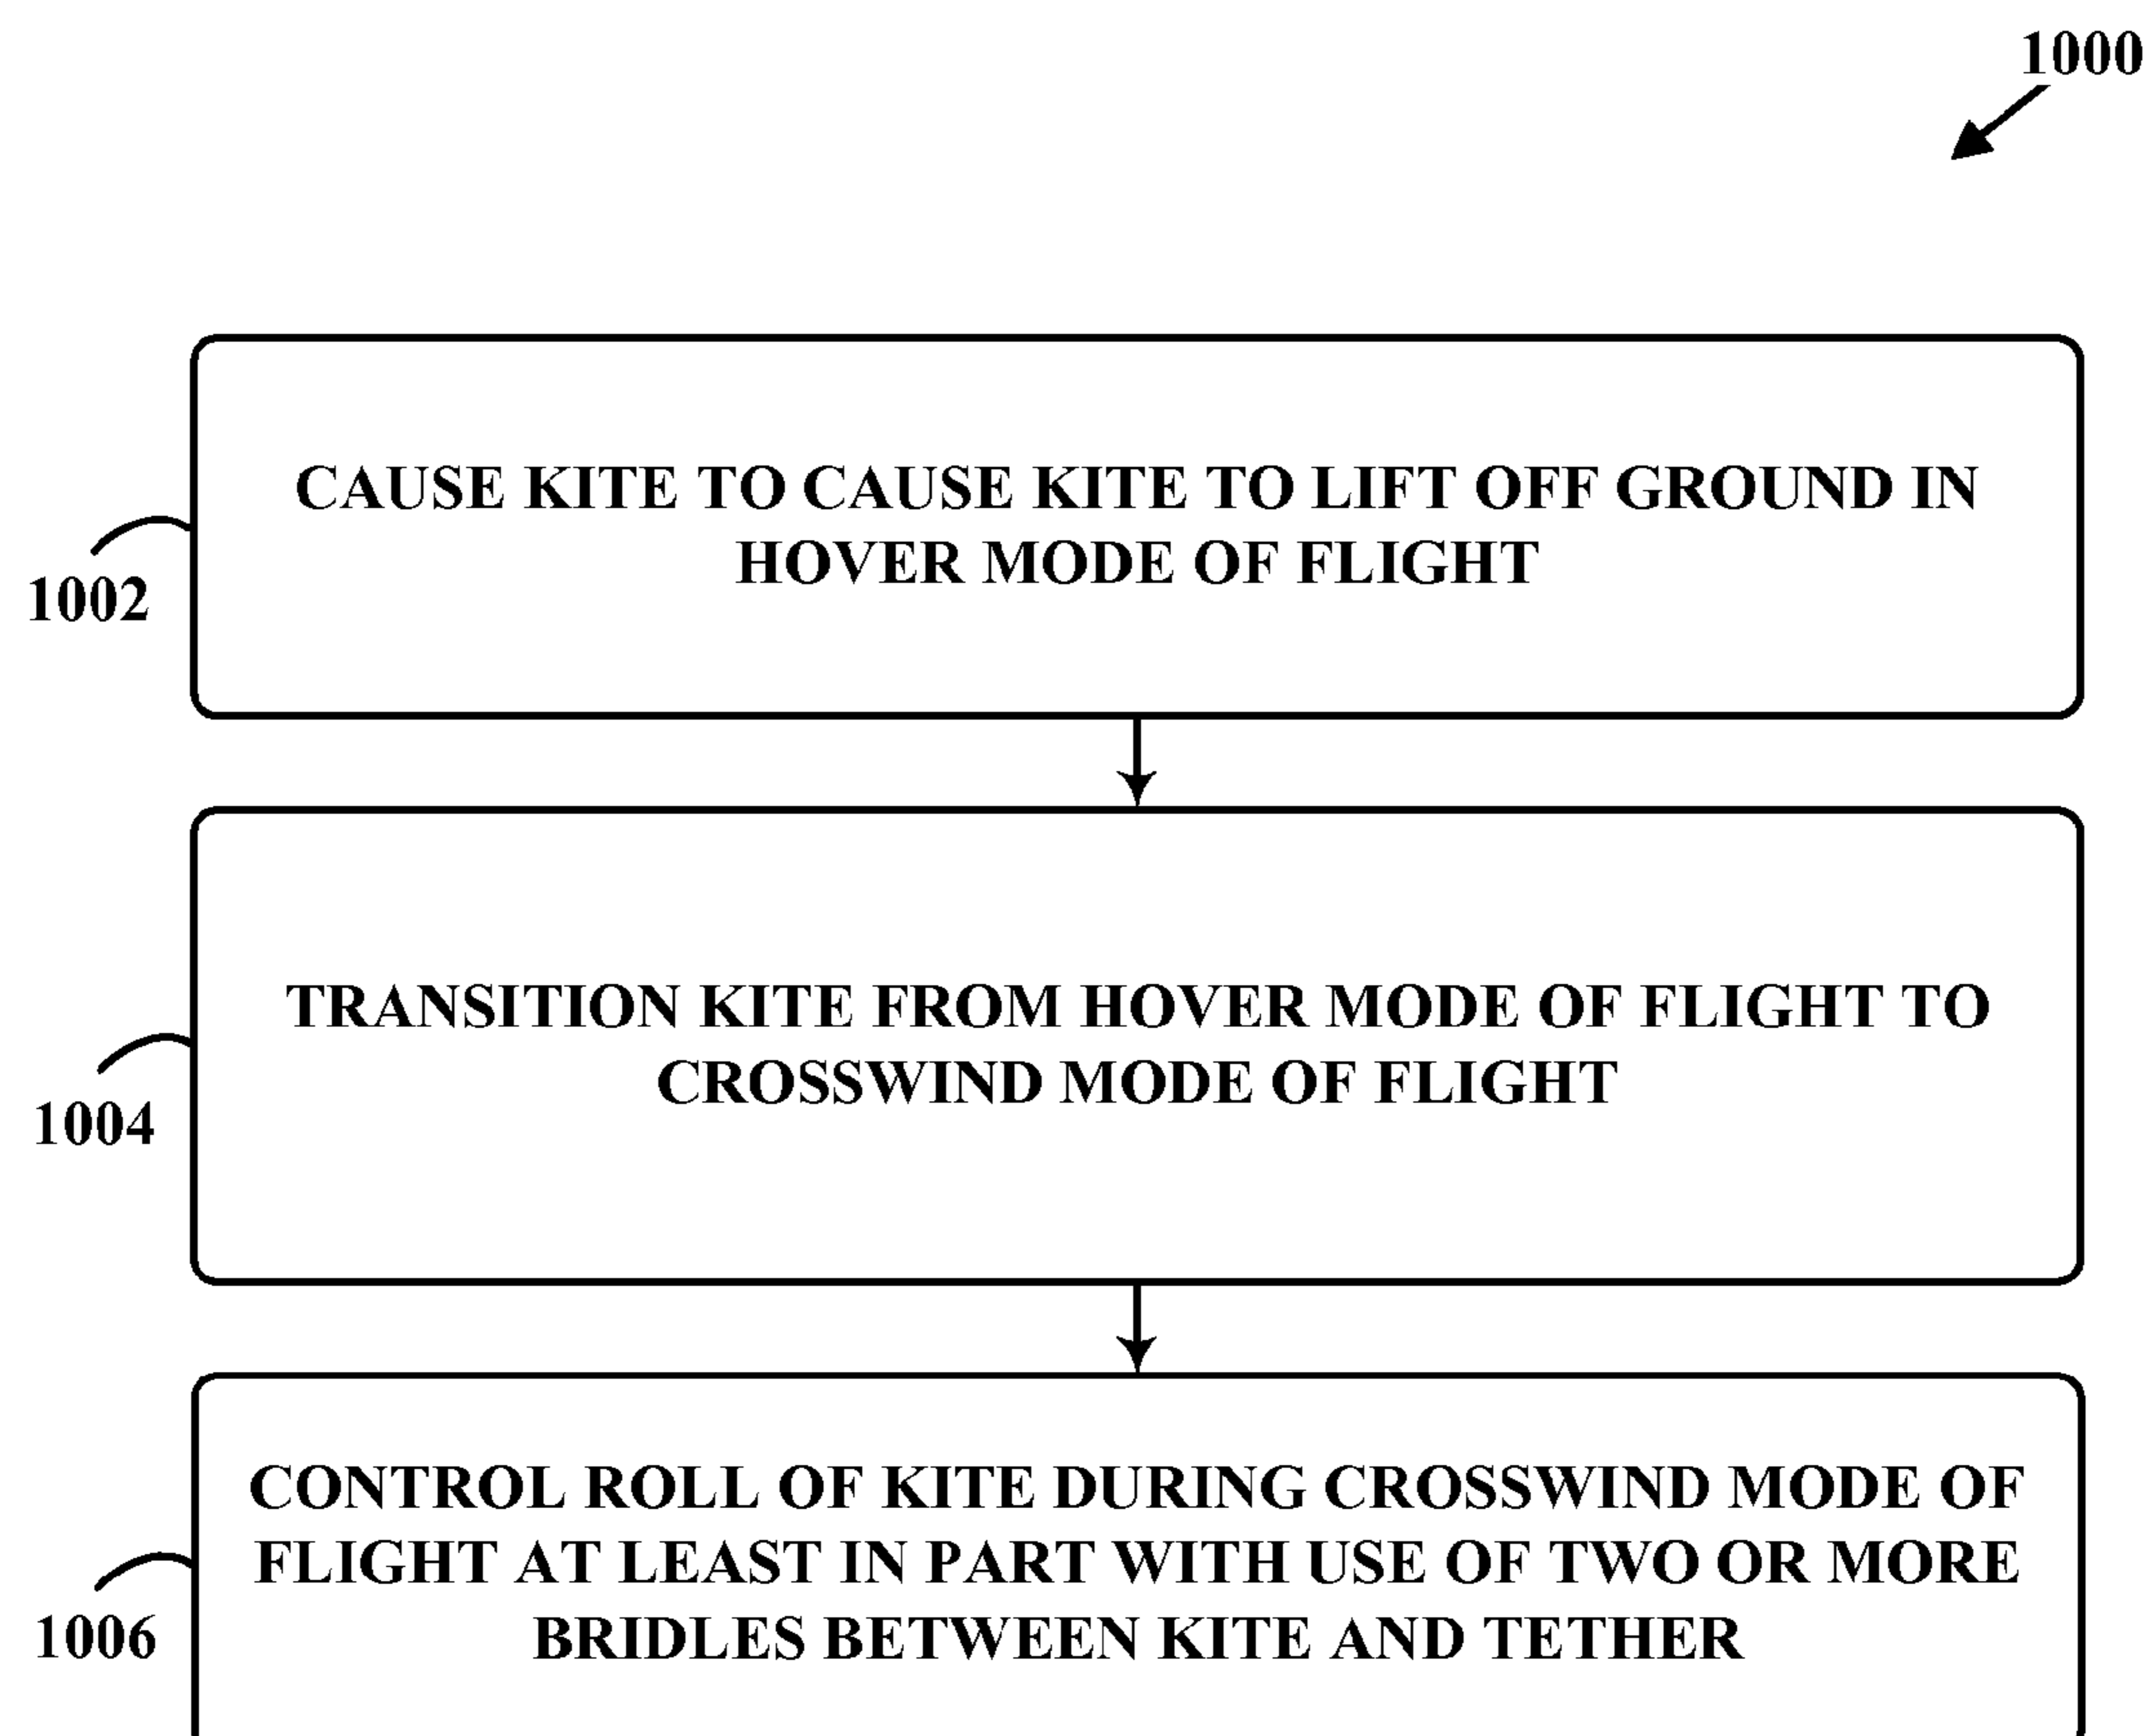 1000
CAUSE KITE TO CAUSE KITE TO LIFT OFF GROUND IN
HOVER MODE OF FLIGHT
1002
TRANSITION KITE FROM HOVER MODE OF FLIGHT TO
CROSSWIND MODE OF FLIGHT
1004
CONTROL ROLL OF KITE DURING CROSSWIND MODE OF
FLIGHT AT LEAST IN PART WITH USE OF TWO OR MORE
BRIDLES BETWEEN KITE AND TETHER
1006